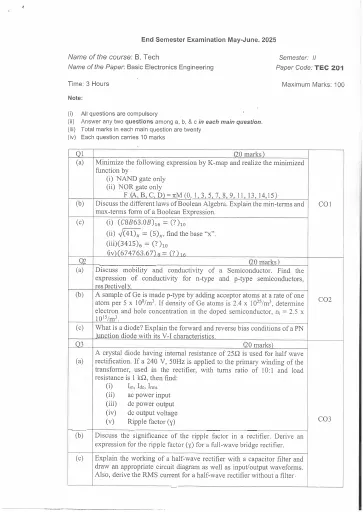 End Semester Examination May-June. 2025
Name of the course: B. Tech Semester: II
Name of the Paper: Basic Electronics Engineering Paper Code: TEC 201
Time: 3 Hours Maximum Marks: 100
Note:
(i) All questions are compulsory
(ii) Answer any two questions among a, b, & c in each main question.
(iii) Total marks in each main question are twenty
(iv) Each question carries 10 marks
Q1 (20 marks)
(a) Minimize the following expression by K-map and realize the minimized
function by
(i) NAND gate only
(ii) NOR gate only
F (A, B, C, D) = πM (0, 1, 3, 5, 7, 8, 9, 11, 13, 14, 15)
(b) Discuss the different laws of Boolean Algebra. Explain the min-terms and
max-terms form of a Boolean Expression.
CO1
(c) (i) (C8B63.0B)₁₆ = (?)₁₀
(ii) √(41)ₓ = (5)ₓ, find the base "x".
(iii)(3415)₆ = (?)₁₀
(iv)(674763.67)₈ = (?)₁₆
Q2 (20 marks)
(a) Discuss mobility and conductivity of a Semiconductor. Find the
expression of conductivity for n-type and p-type semiconductors,
respectively.
(b) A sample of Ge is made p-type by adding acceptor atoms at a rate of one
atom per 5 x 10⁸/m³. If density of Ge atoms is 2.4 x 10²⁵/m³, determine
electron and hole concentration in the doped semiconductor, nᵢ = 2.5 x
10¹⁹/m³.
CO2
(c) What is a diode? Explain the forward and reverse bias conditions of a PN
junction diode with its V-I characteristics.
Q3 (20 marks)
(a) A crystal diode having internal resistance of 25Ω is used for half wave
rectification. If a 240 V, 50Hz is applied to the primary winding of the
transformer, used in the rectifier, with turns ratio of 10:1 and load
resistance is 1 kΩ, then find:
(i) Iₘ, I
(ii) ac power input
(iii) dc power output
(iv) dc output voltage
(v) Ripple factor (γ)
CO3
(b) Discuss the significance of the ripple factor in a rectifier. Derive an
expression for the ripple factor (γ) for a full-wave bridge rectifier.
(c) Explain the working of a half-wave rectifier with a capacitor filter and
draw an appropriate circuit diagram as well as input/output waveforms.
Also, derive the RMS current for a half-wave rectifier without a filter